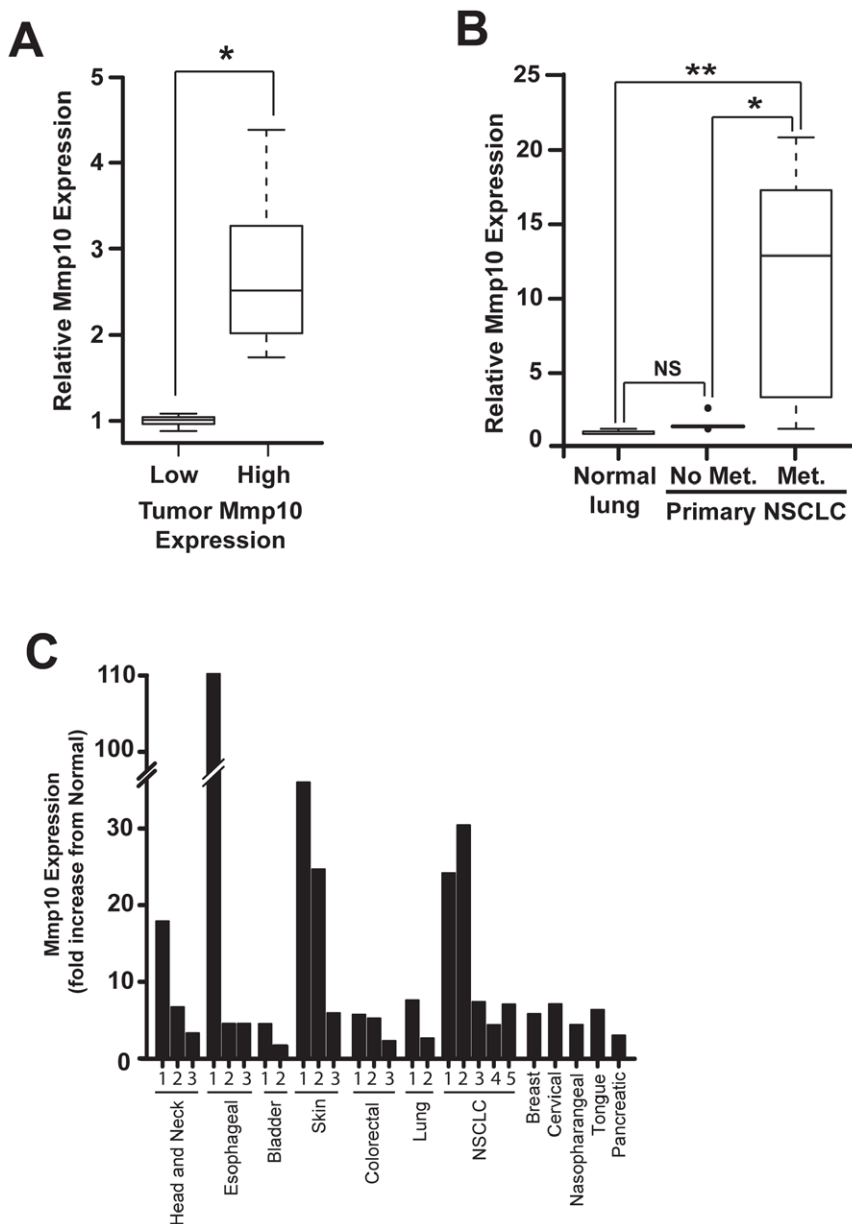 A
*
Relative Mmp10 Expression
5
4
3
2
1
Low High
Tumor Mmp10
Expression
B
**
*
NS
Relative Mmp10 Expression
25
20
15
10
5
0
Normal
lung
No Met. Met.
Primary NSCLC
C
Mmp10 Expression
(fold increase from Normal)
110
100
30
20
10
0
1 2 3
Head and Neck
1 2 3
Esophageal
1 2
Bladder
1 2 3
Skin
1 2 3
Colorectal
1 2
Lung
1 2 3 4 5
NSCLC
Breast
Cervical
Nasopharangeal
Tongue
Pancreatic